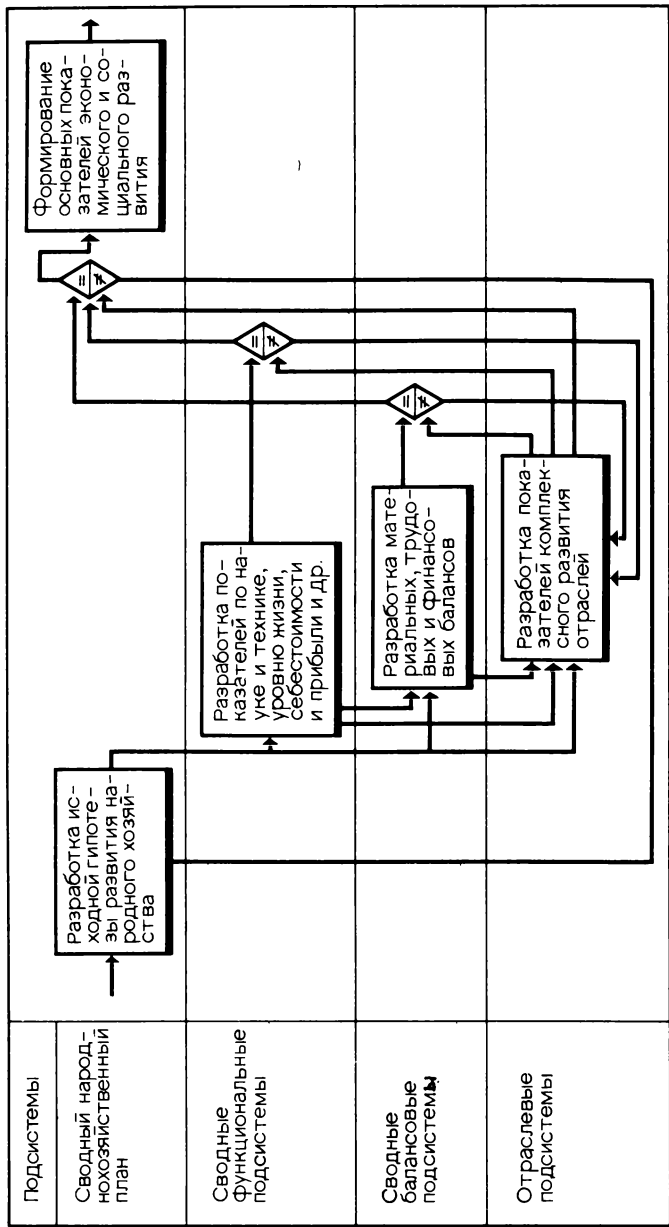 Подсистемы
Сводный народ-
нохозяйственный
план
Разработка ис-
ходной гипоте-
зы развития на-
родного хозяй-
ства
=
≠
Формирование
основных пока-
зателей эконо-
мического и со-
циального раз-
вития
Сводные
функциональные
подсистемы
Разработка по-
казателей по на-
уке и технике,
уровню жизни,
себестоимости
и прибыли и др.
=
≠
Сводные
балансовые
подсистемы
Разработка мате-
риальных, трудо-
вых и финансо-
вых балансов
=
≠
Отраслевые
подсистемы
Разработка пока-
зателей комплек-
сного развития
отраслей